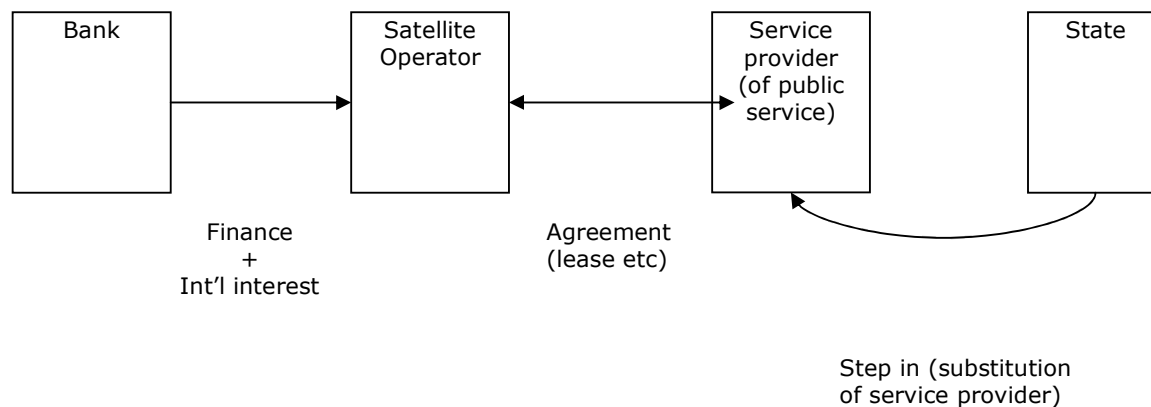 Bank
Satellite
Operator
Service
provider
(of public
service)
State
Finance
+
Int’l interest
Agreement
(lease etc)
Step in (substitution
of service provider)